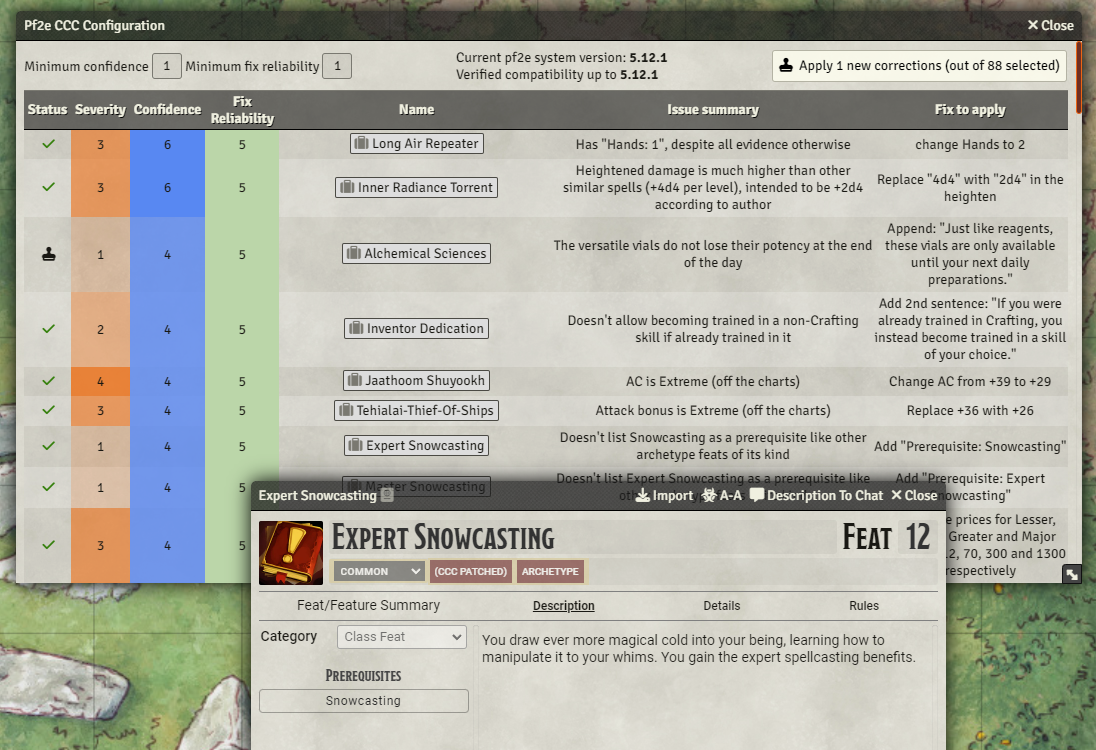 Pf2e CCC Configuration
Close
Minimum confidence 1 Minimum fix reliability 1
Current pf2e system version: 5.12.1
Verified compatibility up to 5.12.1
Apply 1 new corrections (out of 88 selected)
Status Severity Confidence Fix Reliability Name Issue summary Fix to apply
3 6 5 Long Air Repeater Has "Hands: 1", despite all evidence otherwise change Hands to 2
3 6 5 Inner Radiance Torrent
Heightened damage is much higher than other
similar spells (+4d4 per level), intended to be +2d4
according to author
Replace "4d4" with "2d4" in the
heighten
1 4 5 Alchemical Sciences
The versatile vials do not lose their potency at the end
of the day
Append: "Just like reagents,
these vials are only available
until your next daily
preparations."
2 4 5 Inventor Dedication
Doesn't allow becoming trained in a non-Crafting
skill if already trained in it
Add 2nd sentence: "If you were
already trained in Crafting, you
instead become trained in a skill
of your choice."
4 4 5 Jaathoom Shuyookh AC is Extreme (off the charts) Change AC from +39 to +29
3 4 5 Tehialai-Thief-Of-Ships Attack bonus is Extreme (off the charts) Replace +36 with +26
1 4 5 Expert Snowcasting
Doesn't list Snowcasting as a prerequisite like other
archetype feats of its kind
Add "Prerequisite: Snowcasting"
1 4 5 Master Snowcasting
Doesn't list Expert Snowcasting as a prerequisite like
Add "Prerequisite: Expert
nowcasting"
3 4 5
prices for Lesser,
Greater and Major
70, 300 and 1300
respectively
Expert Snowcasting
Import A-A Description To Chat Close
Expert Snowcasting Feat 12
COMMON (CCC PATCHED) ARCHETYPE
Feat/Feature Summary Description Details Rules
Category Class Feat
Prerequisites
Snowcasting
You draw ever more magical cold into your being, learning how to
manipulate it to your whims. You gain the expert spellcasting benefits.